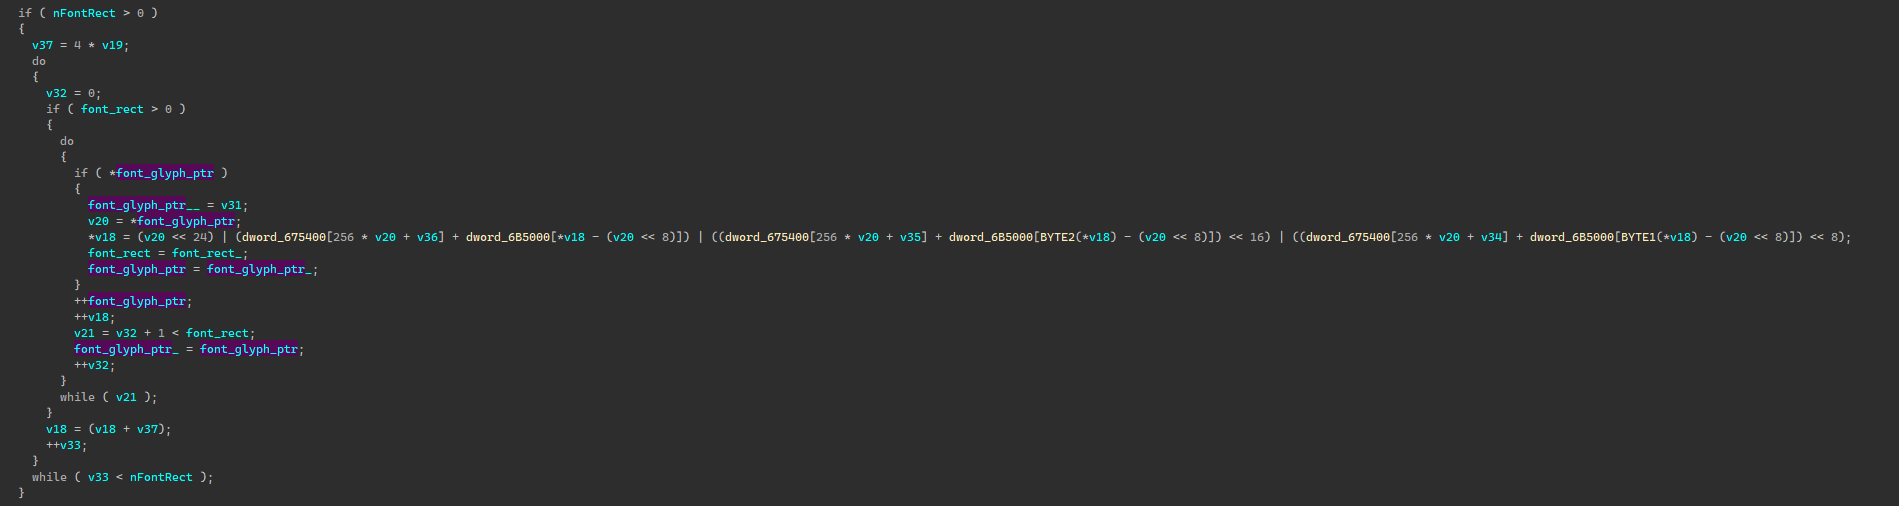 if ( nFontRect > 0 )
{
v37 = 4 * v19;
do
{
v32 = 0;
if ( font_rect > 0 )
{
do
{
if ( *font_glyph_ptr )
{
font_glyph_ptr__ = v31;
v20 = *font_glyph_ptr;
*v18 = (v20 << 24) | (dword_675400[256 * v20 + v36] + dword_6B5000[*v18 - (v20 << 8)]) | ((dword_675400[256 * v20 + v35] + dword_6B5000[BYTE2(*v18) - (v20 << 8)]) << 16) | ((dword_675400[256 * v20 + v34] + dword_6B5000[BYTE1(*v18) - (v20 << 8)]) << 8);
font_rect = font_rect_;
font_glyph_ptr = font_glyph_ptr_;
}
++font_glyph_ptr;
++v18;
v21 = v32 + 1 < font_rect;
font_glyph_ptr_ = font_glyph_ptr;
++v32;
}
while ( v21 );
}
v18 = (v18 + v37);
++v33;
}
while ( v33 < nFontRect );
}